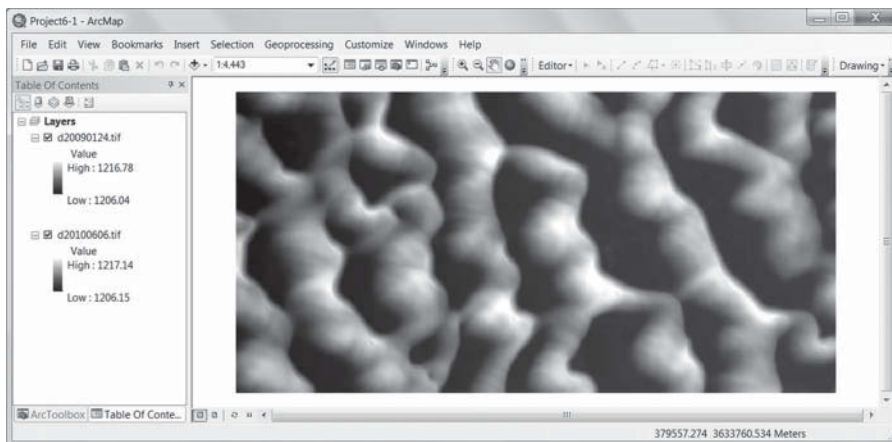 Project6-1 - ArcMap
File Edit View Bookmarks Insert Selection Geoprocessing Customize Windows Help
1:4,443 Editor Drawing
Table Of Contents
Layers
d20090124.tif
Value
High : 1216.78
Low : 1206.04
d20100606.tif
Value
High : 1217.14
Low : 1206.15
ArcToolbox Table Of Conte...
379557.274 3633760.534 Meters